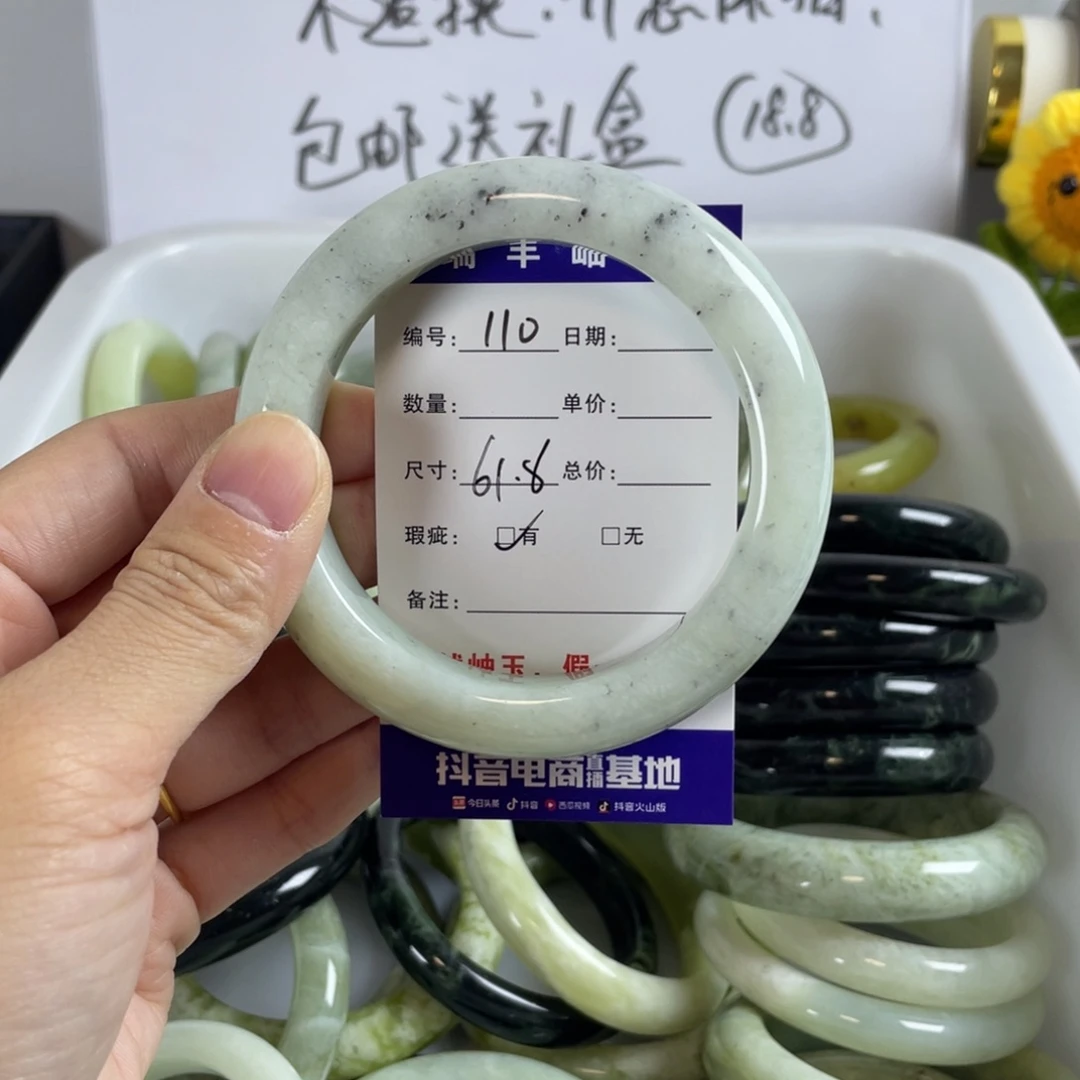 包邮送礼盒 18.8
编号: 110 日期:
数量: 单价:
尺寸: 61.8 总价:
瑕疵: 有 无
备注:
抖音电商直播基地
今日头条 抖音 西瓜视频 抖音火山版